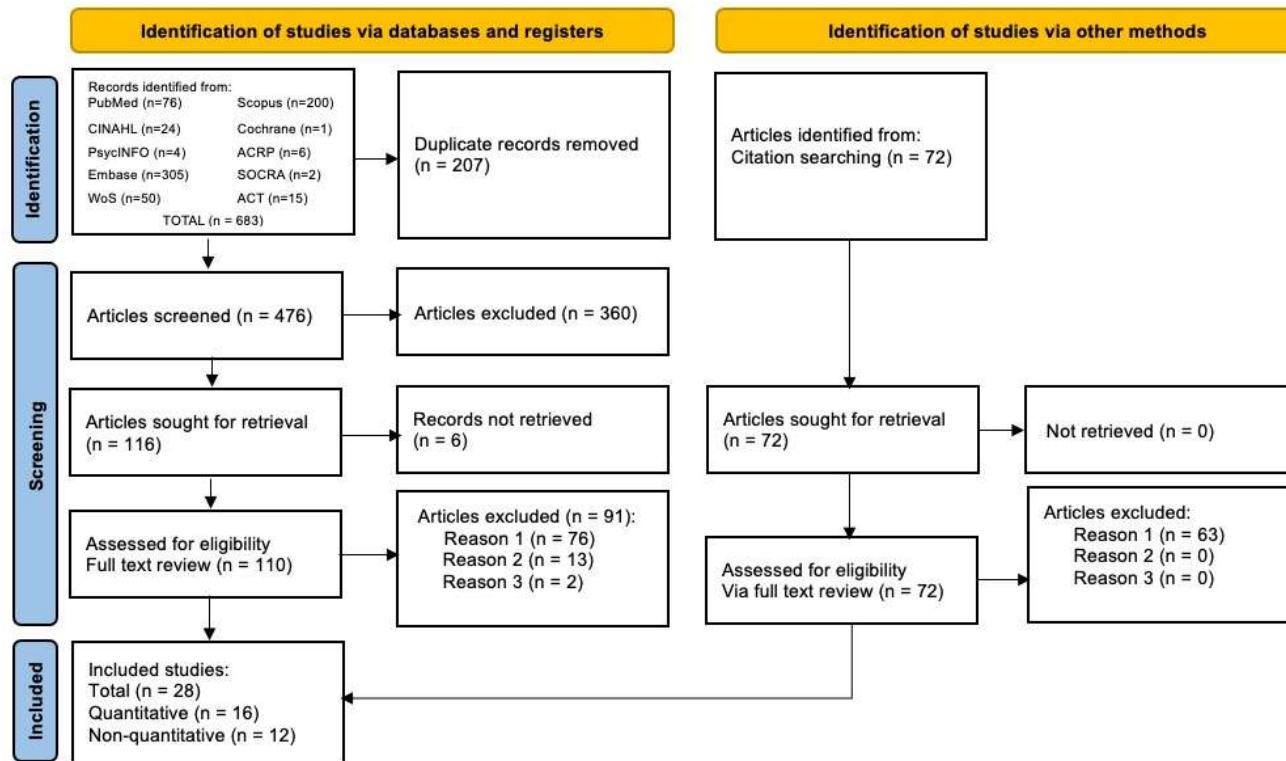 Identification of studies via databases and registers
Identification of studies via other methods
Identification
Records identified from:
PubMed (n=76) Scopus (n=200)
CINAHL (n=24) Cochrane (n=1)
PsycINFO (n=4) ACRP (n=6)
Embase (n=305) SOCRA (n=2)
WoS (n=50) ACT (n=15)
TOTAL (n = 683)
Duplicate records removed
(n = 207)
Articles identified from:
Citation searching (n = 72)
Screening
Articles screened (n = 476)
Articles excluded (n = 360)
Articles sought for retrieval
(n = 116)
Records not retrieved
(n = 6)
Articles sought for retrieval
(n = 72)
Not retrieved (n = 0)
Assessed for eligibility
Full text review (n = 110)
Articles excluded (n = 91):
Reason 1 (n = 76)
Reason 2 (n = 13)
Reason 3 (n = 2)
Assessed for eligibility
Via full text review (n = 72)
Articles excluded:
Reason 1 (n = 63)
Reason 2 (n = 0)
Reason 3 (n = 0)
Included
Included studies:
Total (n = 28)
Quantitative (n = 16)
Non-quantitative (n = 12)